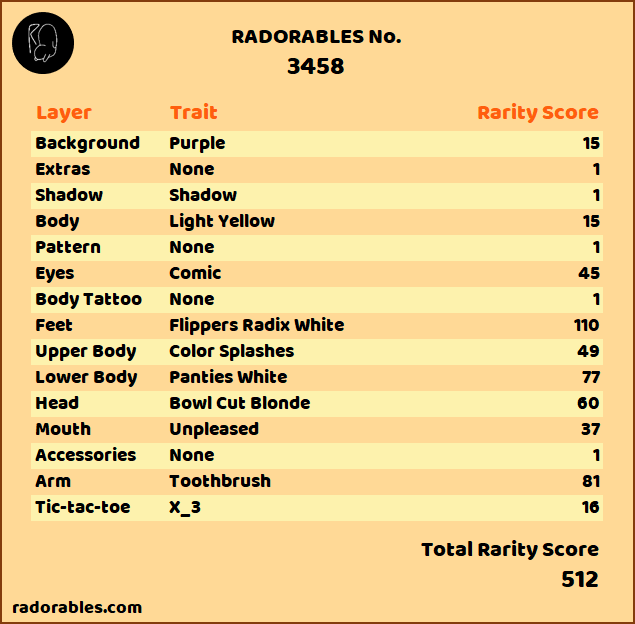 RADORABLES No.
3458
Layer Trait Rarity Score
Background Purple 15
Extras None 1
Shadow Shadow 1
Body Light Yellow 15
Pattern None 1
Eyes Comic 45
Body Tattoo None 1
Feet Flippers Radix White 110
Upper Body Color Splashes 49
Lower Body Panties White 77
Head Bowl Cut Blonde 60
Mouth Unpleased 37
Accessories None 1
Arm Toothbrush 81
Tic-tac-toe X_3 16
Total Rarity Score
512
radorables.com